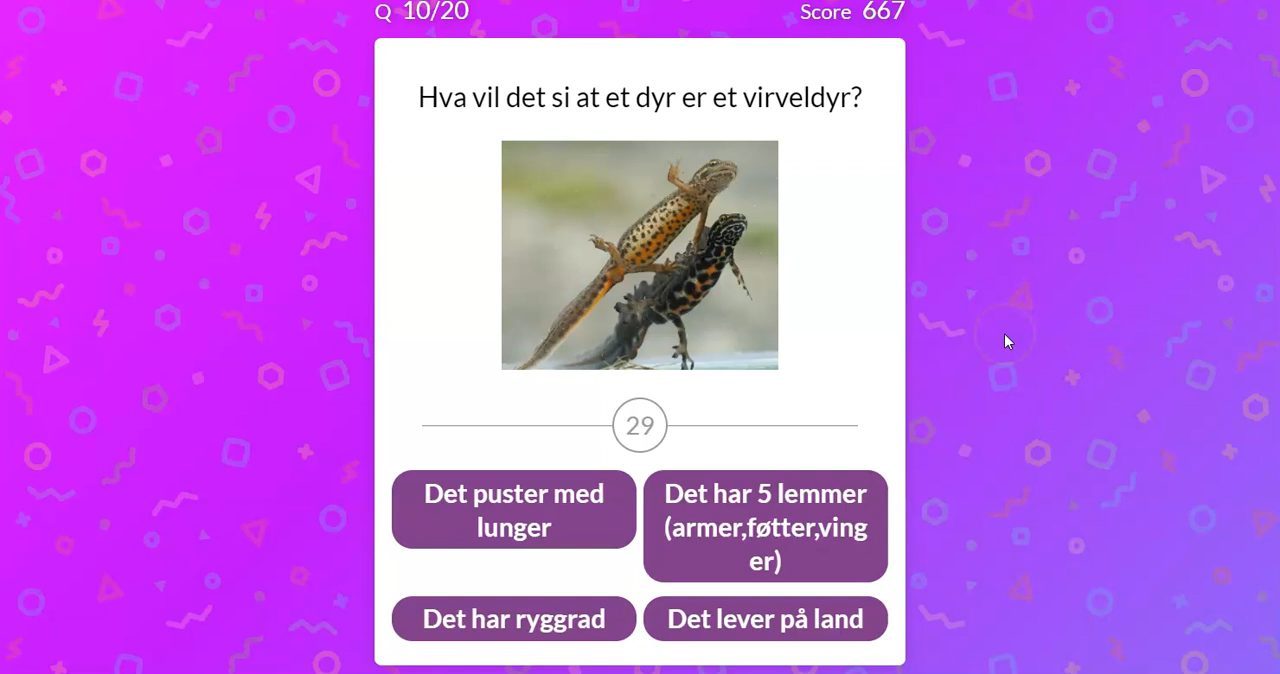 Q 10/20
Score 667
Hva vil det si at et dyr er et virveldyr?
29
Det puster med
lunger
Det har 5 lemmer
(armer,føtter,ving
er)
Det har ryggrad
Det lever på land